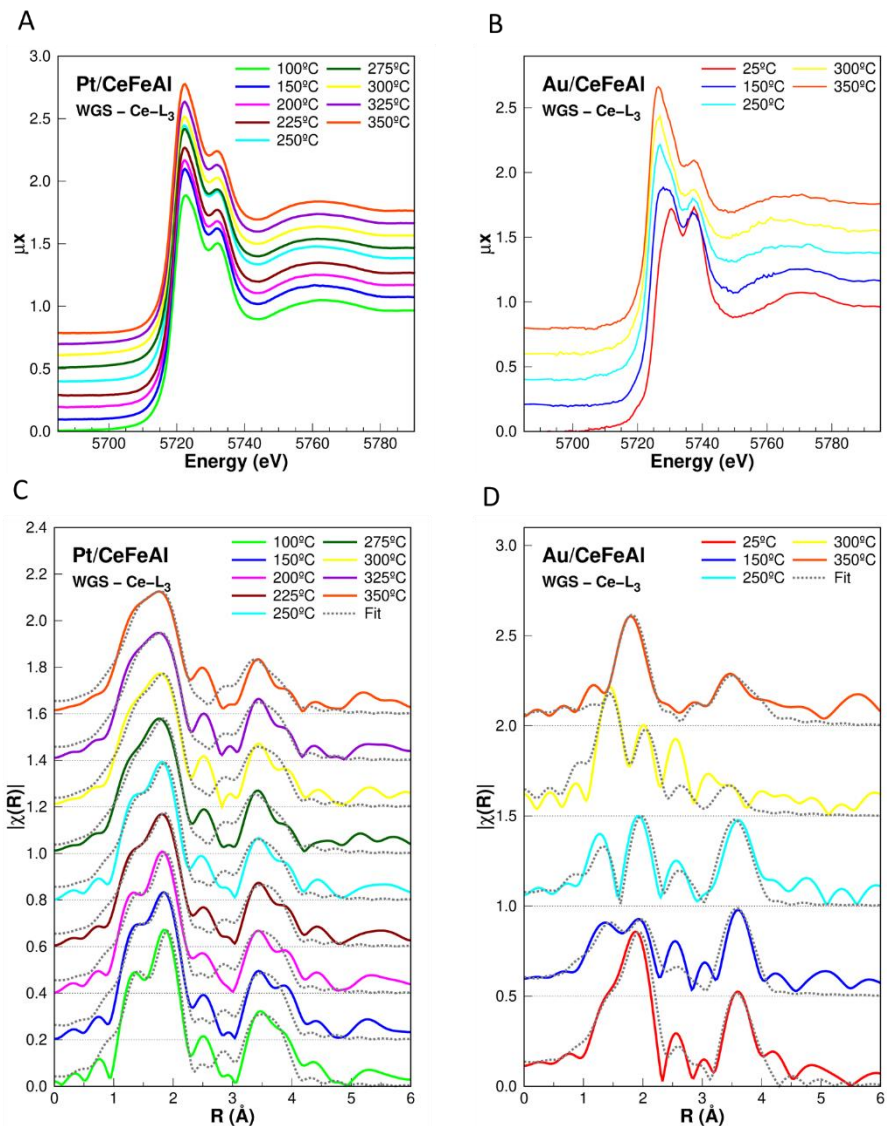 A
Pt/CeFeAl
WGS – Ce–L₃
100ºC
150ºC
200ºC
225ºC
250ºC
275ºC
300ºC
325ºC
350ºC
µx
3.0
2.5
2.0
1.5
1.0
0.5
0.0
5700 5720 5740 5760 5780
Energy (eV)
B
Au/CeFeAl
WGS – Ce–L₃
25ºC
150ºC
250ºC
300ºC
350ºC
µx
2.5
2.0
1.5
1.0
0.5
0.0
5700 5720 5740 5760 5780
Energy (eV)
C
Pt/CeFeAl
WGS – Ce–L₃
100ºC
150ºC
200ºC
225ºC
250ºC
275ºC
300ºC
325ºC
350ºC
Fit
|χ(R)|
2.4
2.2
2.0
1.8
1.6
1.4
1.2
1.0
0.8
0.6
0.4
0.2
0.0
0 1 2 3 4 5 6
R (Å)
D
Au/CeFeAl
WGS – Ce–L₃
25ºC
150ºC
250ºC
300ºC
350ºC
Fit
|χ(R)|
3.0
2.5
2.0
1.5
1.0
0.5
0.0
0 1 2 3 4 5 6
R (Å)